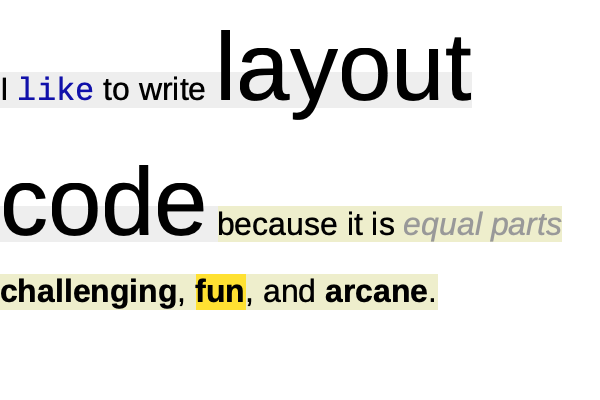 I like to write layout
code because it is equal parts
challenging, fun, and arcane.